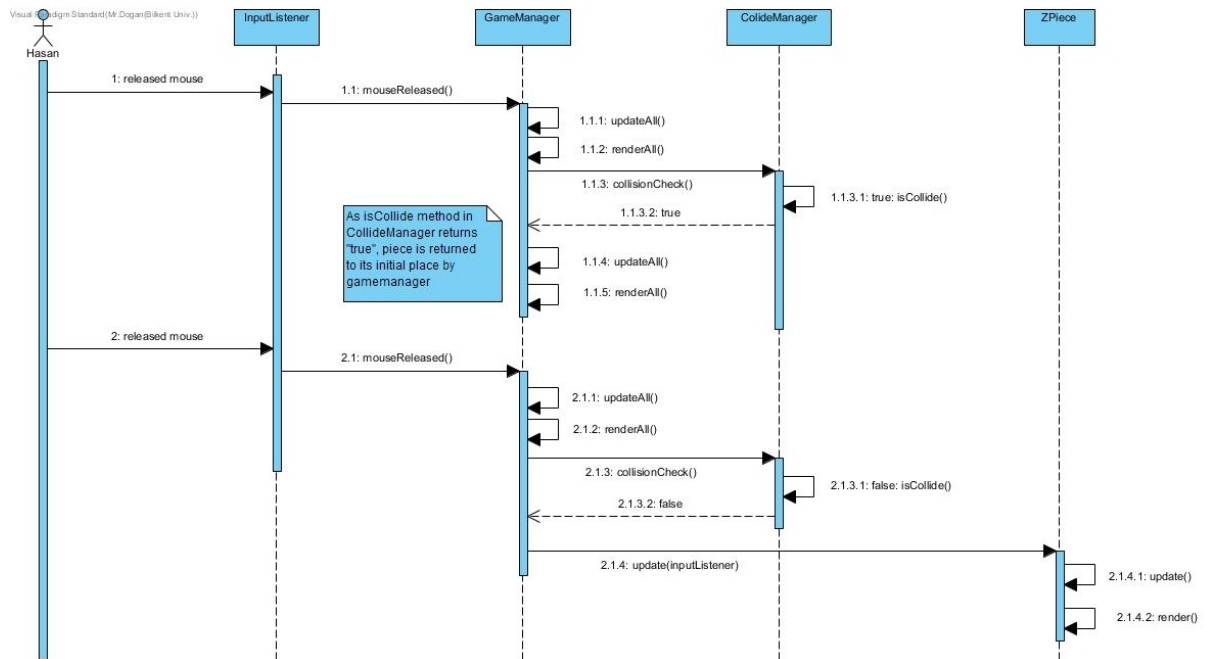 Visual Paradigm Standard(Mr.Dogan(Bilkent Univ.))
Hasan
InputListener
GameManager
ColideManager
ZPiece
1: released mouse
1.1: mouseReleased()
1.1.1: updateAll()
1.1.2: renderAll()
1.1.3: collisionCheck()
1.1.3.1: true: isCollide()
1.1.3.2: true
As isCollide method in
CollideManager returns
"true", piece is returned
to its initial place by
gamemanager
1.1.4: updateAll()
1.1.5: renderAll()
2: released mouse
2.1: mouseReleased()
2.1.1: updateAll()
2.1.2: renderAll()
2.1.3: collisionCheck()
2.1.3.1: false: isCollide()
2.1.3.2: false
2.1.4: update(inputListener)
2.1.4.1: update()
2.1.4.2: render()